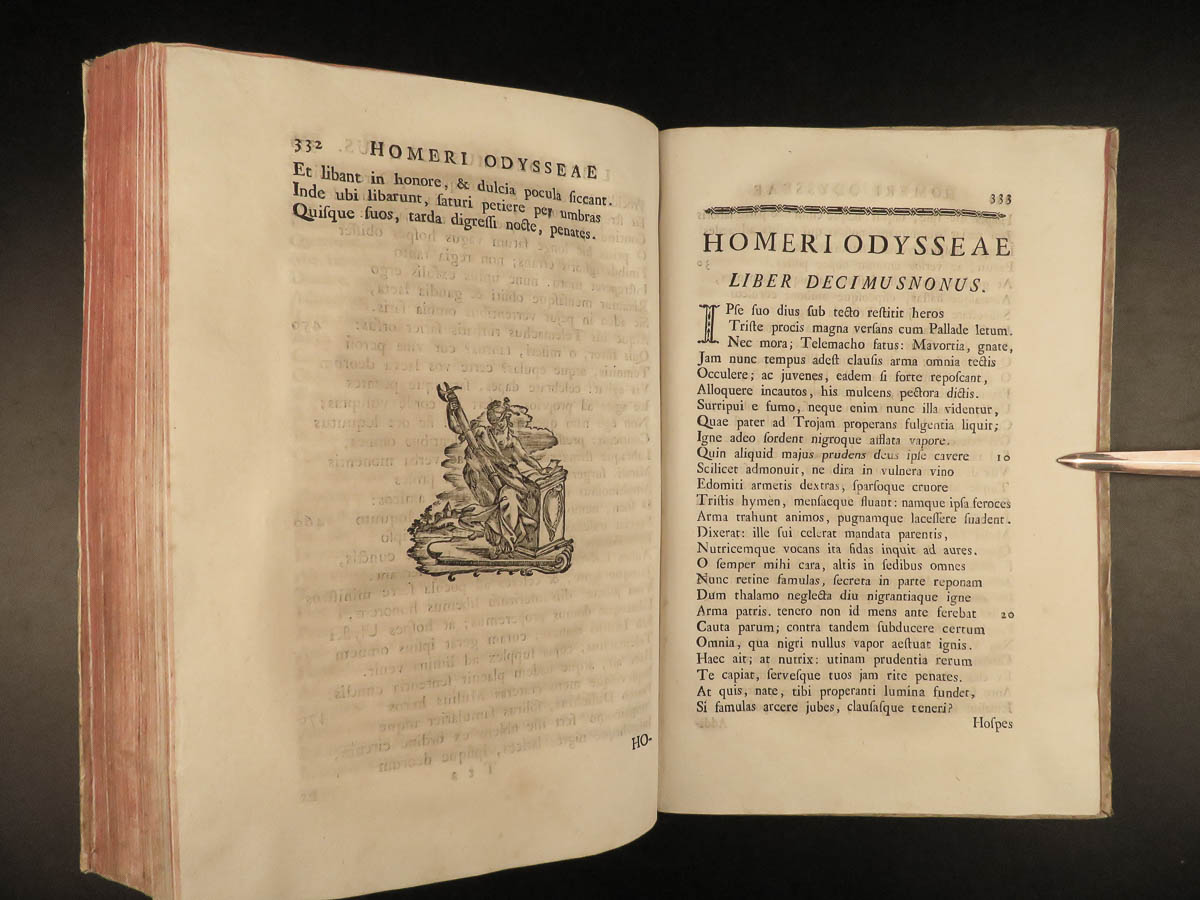 332 HOMERI ODYSSEAE
Et libant in honore, & dulcia pocula ſiccant.
Inde ubi libarunt, ſaturi petiere per umbras
Quiſque ſuos, tarda digreſſi nocte, penates.
HO-
333
HOMERI ODYSSEAE
LIBER DECIMUSNONUS.
IPſe ſuo dius ſub tecto reſtitit heros
Triſte procis magna verſans cum Pallade letum.
Nec mora; Telemacho fatus: Mavortia, gnate,
Jam nunc tempus adeſt clauſis arma omnia tectis
Occulere; ac juvenes, eadem ſi forte repoſcant,
Alloquere incautos, his mulcens pectora dictis.
Surripui e fumo, neque enim nunc illa videntur,
Quae pater ad Trojam properans fulgentia liquit;
Igne adeo ſordent nigroque afflata vapore.
Quin aliquid majus prudens deus ipſe cavere 10
Scilicet admonuit, ne dira in vulnera vino
Edomiti armetis dextras, ſparſoque cruore
Triſtis hymen, menſaeque fluant: namque ipſa feroces
Arma trahunt animos, pugnamque laceſſere ſuadent.
Dixerat: ille ſui celerat mandata parentis,
Nutricemque vocans ita fidas inquit ad aures.
O ſemper mihi cara, altis in ſedibus omnes
Nunc retine famulas, ſecreta in parte reponam
Dum thalamo neglecta diu nigrantiaque igne
Arma patris. tenero non id mens ante ferebat 20
Cauta parum; contra tandem ſubducere certum
Omnia, qua nigri nullus vapor aeſtuat ignis.
Haec ait; at nutrix: utinam prudentia rerum
Te capiat, ſerveſque tuos jam rite penates.
At quis, nate, tibi properanti lumina fundet,
Si famulas arcere jubes, clauſaſque teneri?
Hoſpes